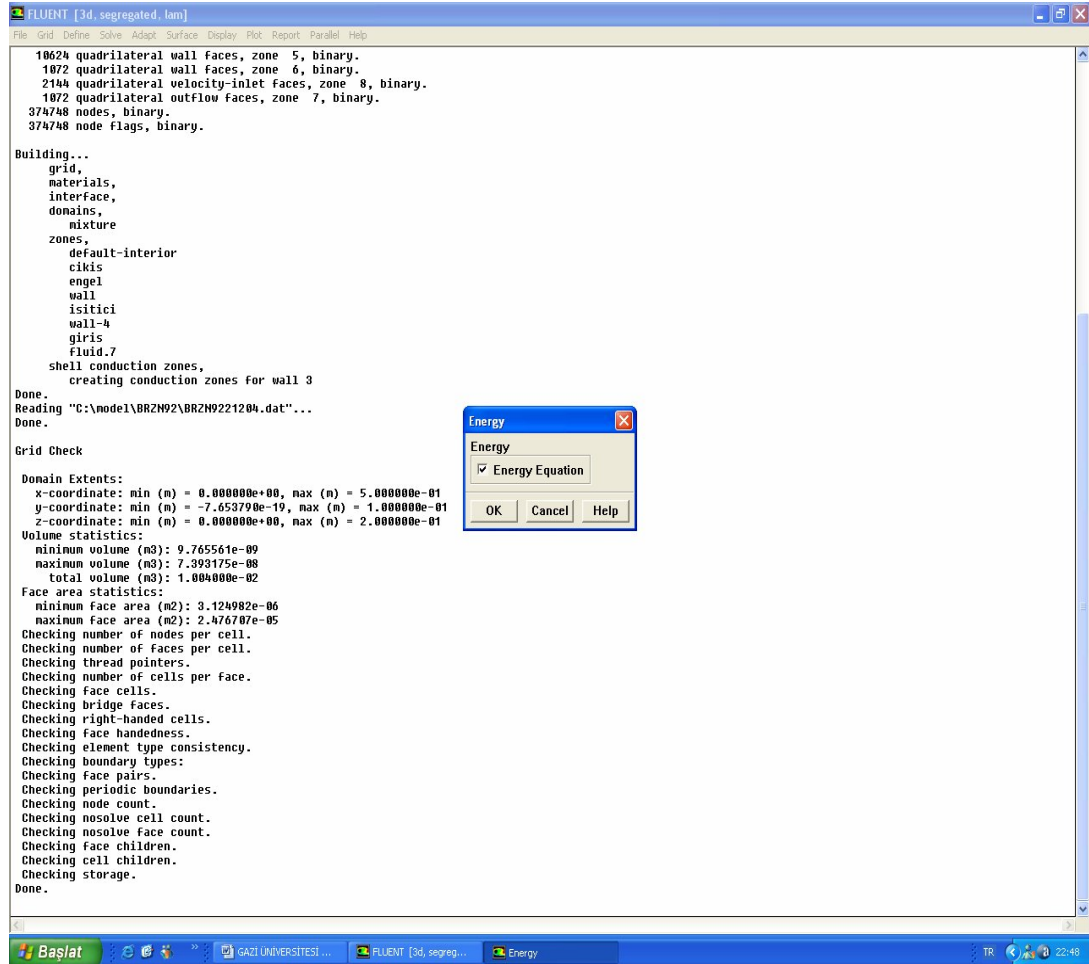 FLUENT [3d, segregated, lam]
File Grid Define Solve Adapt Surface Display Plot Report Parallel Help
10624 quadrilateral wall faces, zone 5, binary.
1072 quadrilateral wall faces, zone 6, binary.
2144 quadrilateral velocity-inlet faces, zone 8, binary.
1072 quadrilateral outflow faces, zone 7, binary.
374748 nodes, binary.
374748 node flags, binary.
Building...
grid,
materials,
interface,
domains,
mixture
zones,
default-interior
cikis
engel
wall
isitici
wall-4
giris
fluid.7
shell conduction zones,
creating conduction zones for wall 3
Done.
Reading "C:\model\BRZN92\BRZN9221204.dat"...
Done.
Grid Check
Domain Extents:
x-coordinate: min (m) = 0.000000e+00, max (m) = 5.000000e-01
y-coordinate: min (m) = -7.653790e-19, max (m) = 1.000000e-01
z-coordinate: min (m) = 0.000000e+00, max (m) = 2.000000e-01
Volume statistics:
minimum volume (m3): 9.765561e-09
maximum volume (m3): 7.393175e-08
total volume (m3): 1.004000e-02
Face area statistics:
minimum face area (m2): 3.124982e-06
maximum face area (m2): 2.476707e-05
Checking number of nodes per cell.
Checking number of faces per cell.
Checking thread pointers.
Checking number of cells per face.
Checking face cells.
Checking bridge faces.
Checking right-handed cells.
Checking face handedness.
Checking element type consistency.
Checking boundary types:
Checking face pairs.
Checking periodic boundaries.
Checking node count.
Checking nosolve cell count.
Checking nosolve face count.
Checking face children.
Checking cell children.
Checking storage.
Done.
Energy
Energy
Energy Equation
OK Cancel Help
Başlat GAZİ ÜNİVERSİTESİ ... FLUENT [3d, segreg... Energy TR 22:48